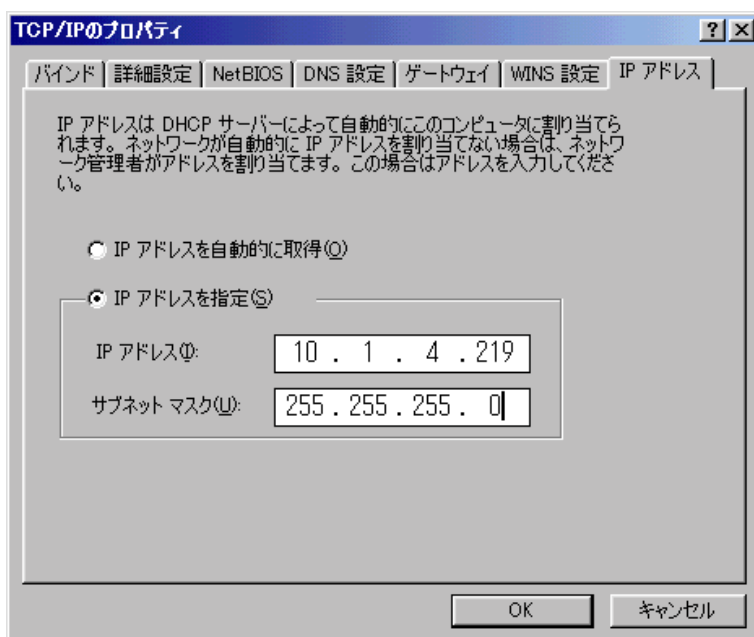 TCP/IPのプロパティ
バインド 詳細設定 NetBIOS DNS 設定 ゲートウェイ WINS 設定 IP アドレス
IP アドレスは DHCP サーバーによって自動的にこのコンピュータに割り当てら
れます。ネットワークが自動的に IP アドレスを割り当てない場合は、ネットワ
ーク管理者がアドレスを割り当てます。この場合はアドレスを入力してくださ
い。
IP アドレスを自動的に取得(O)
IP アドレスを指定(S)
IP アドレス(I): 10 . 1 . 4 . 219
サブネット マスク(U): 255 . 255 . 255 . 0
OK キャンセル